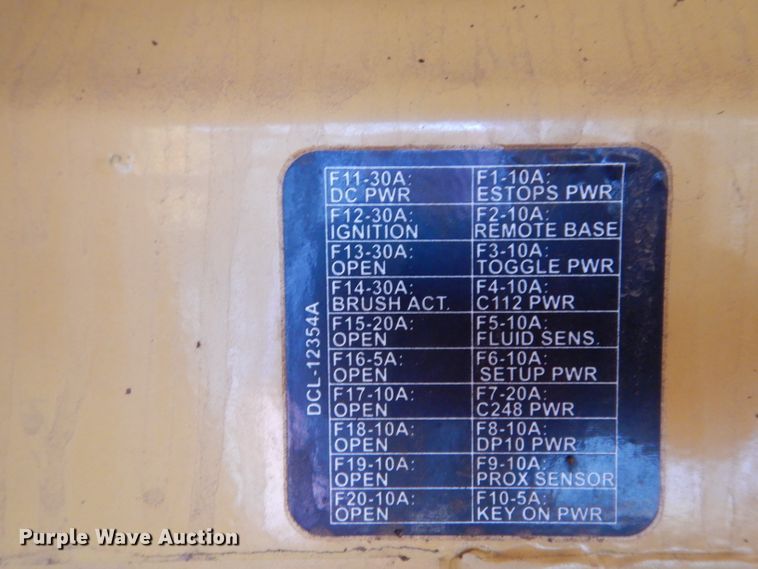 F11-30A:
DC PWR
F1-10A:
ESTOPS PWR
F12-30A:
IGNITION
F2-10A:
REMOTE BASE
F13-30A:
OPEN
F3-10A:
TOGGLE PWR
F14-30A:
BRUSH ACT.
F4-10A:
C112 PWR
F15-20A:
OPEN
F5-10A:
FLUID SENS.
F16-5A:
OPEN
F6-10A:
SETUP PWR
F17-10A:
OPEN
F7-20A:
C248 PWR
F18-10A:
OPEN
F8-10A:
DP10 PWR
F19-10A:
OPEN
F9-10A:
PROX SENSOR
F20-10A:
OPEN
F10-5A:
KEY ON PWR
DCL-12354A
Purple Wave Auction